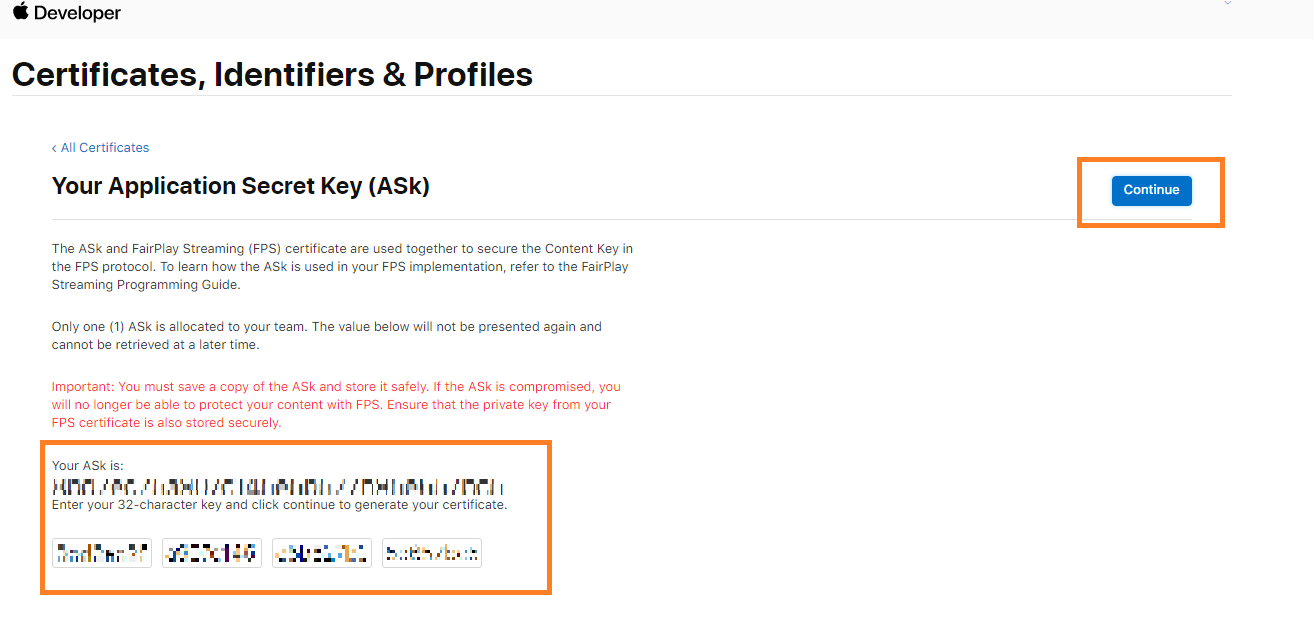 Developer
Certificates, Identifiers & Profiles
‹ All Certificates
Your Application Secret Key (ASk)
Continue
The ASk and FairPlay Streaming (FPS) certificate are used together to secure the Content Key in
the FPS protocol. To learn how the ASk is used in your FPS implementation, refer to the FairPlay
Streaming Programming Guide.
Only one (1) ASk is allocated to your team. The value below will not be presented again and
cannot be retrieved at a later time.
Important: You must save a copy of the ASk and store it safely. If the ASk is compromised, you
will no longer be able to protect your content with FPS. Ensure that the private key from your
FPS certificate is also stored securely.
Your ASk is:
Enter your 32-character key and click continue to generate your certificate.